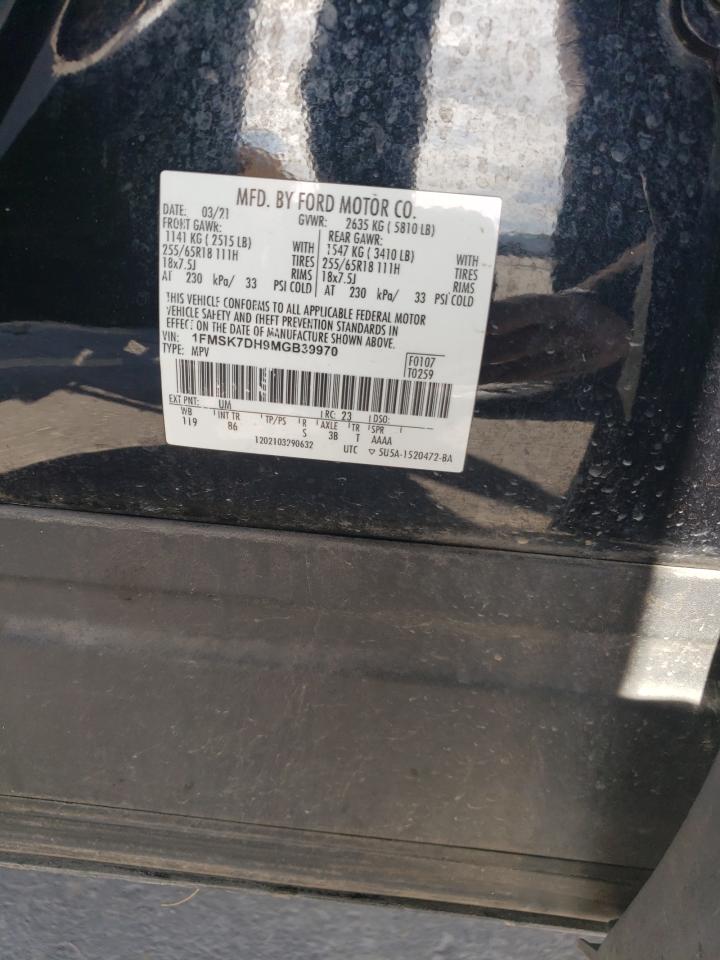 MFD. BY FORD MOTOR CO.
DATE: 03/21 GVWR: 2635 KG ( 5810 LB)
FRONT GAWR: REAR GAWR:
1141 KG ( 2515 LB) WITH 1547 KG ( 3410 LB) WITH
255/65R18 111H TIRES 255/65R18 111H TIRES
18x7.5J RIMS 18x7.5J RIMS
AT 230 kPa/ 33 PSI COLD AT 230 kPa/ 33 PSI COLD
THIS VEHICLE CONFORMS TO ALL APPLICABLE FEDERAL MOTOR
VEHICLE SAFETY AND THEFT PREVENTION STANDARDS IN
EFFECT ON THE DATE OF MANUFACTURE SHOWN ABOVE.
VIN: 1FMSK7DH9MGB39970
TYPE: MPV
F0107
T0259
EXT PNT: UM RC: 23 DSO:
WB INT TR TP/PS R AXLE TR SPR
119 86 S 3B T AAAA
1202103290632 UTC ▽ 5U5A-1520472-BA